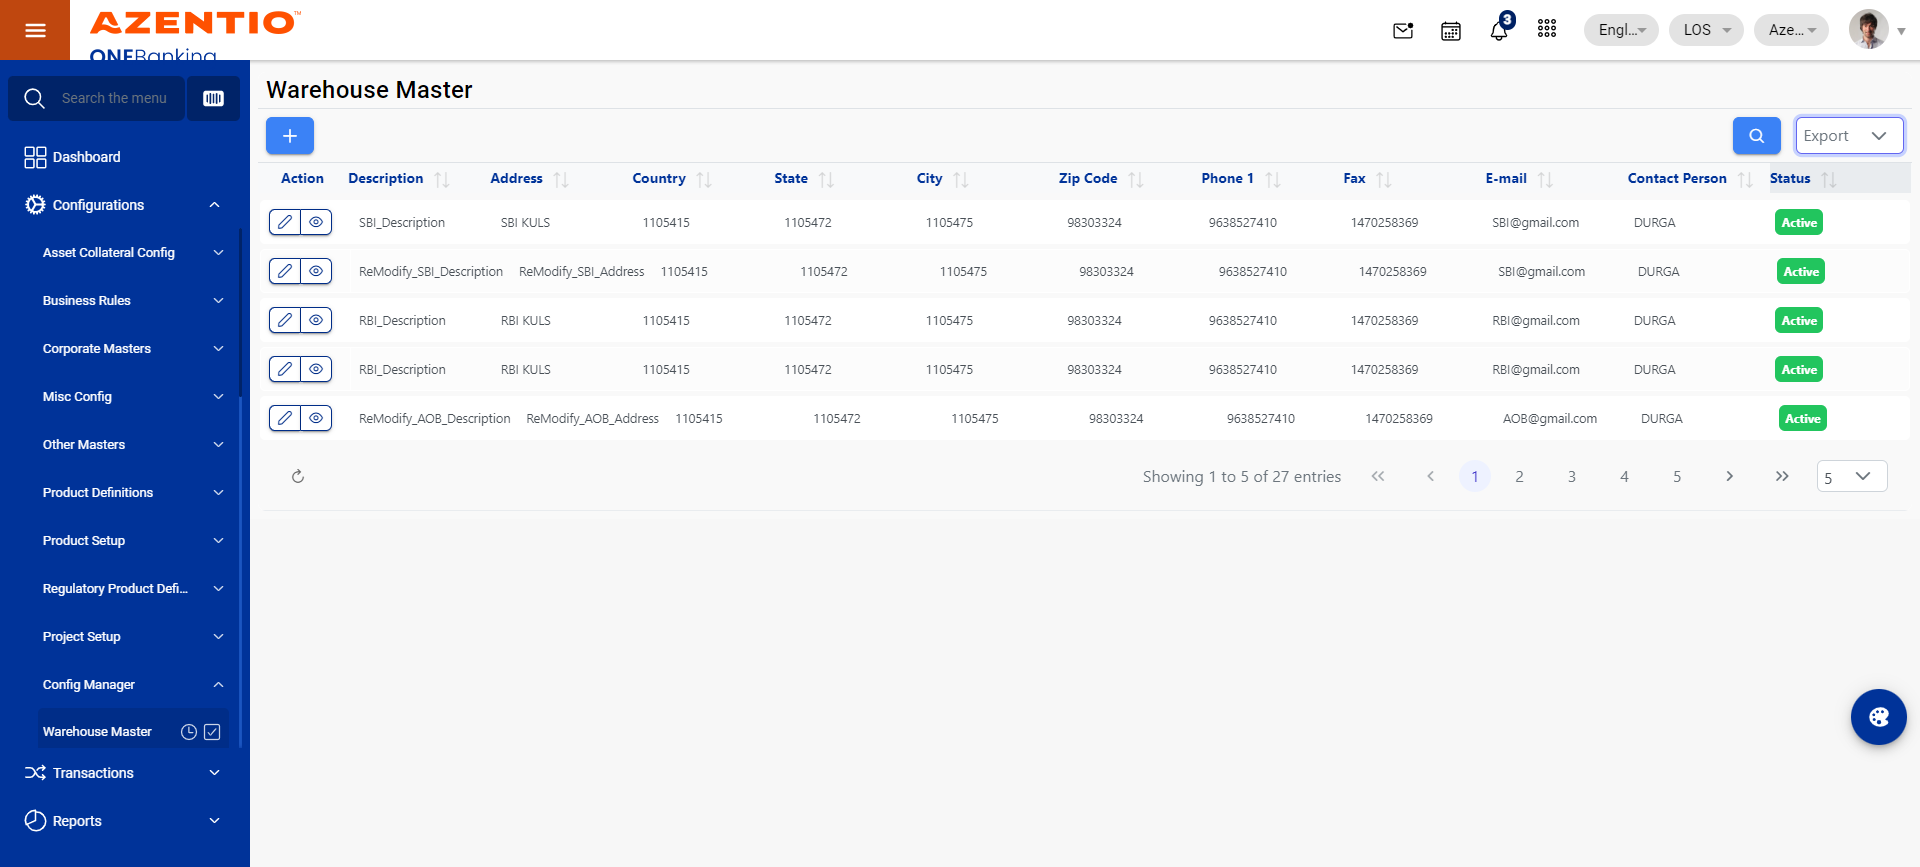 AZENTIO™
ONEBanking
3
Engl...
LOS
Aze...
Search the menu
Dashboard
Configurations
Asset Collateral Config
Business Rules
Corporate Masters
Misc Config
Other Masters
Product Definitions
Product Setup
Regulatory Product Defi...
Project Setup
Config Manager
Warehouse Master
Transactions
Reports
Warehouse Master
Export
Action Description Address Country State City Zip Code Phone 1 Fax E-mail Contact Person Status
SBI_Description SBI KULS 1105415 1105472 1105475 98303324 9638527410 1470258369 SBI@gmail.com DURGA Active
ReModify_SBI_Description ReModify_SBI_Address 1105415 1105472 1105475 98303324 9638527410 1470258369 SBI@gmail.com DURGA Active
RBI_Description RBI KULS 1105415 1105472 1105475 98303324 9638527410 1470258369 RBI@gmail.com DURGA Active
RBI_Description RBI KULS 1105415 1105472 1105475 98303324 9638527410 1470258369 RBI@gmail.com DURGA Active
ReModify_AOB_Description ReModify_AOB_Address 1105415 1105472 1105475 98303324 9638527410 1470258369 AOB@gmail.com DURGA Active
Showing 1 to 5 of 27 entries 1 2 3 4 5 5